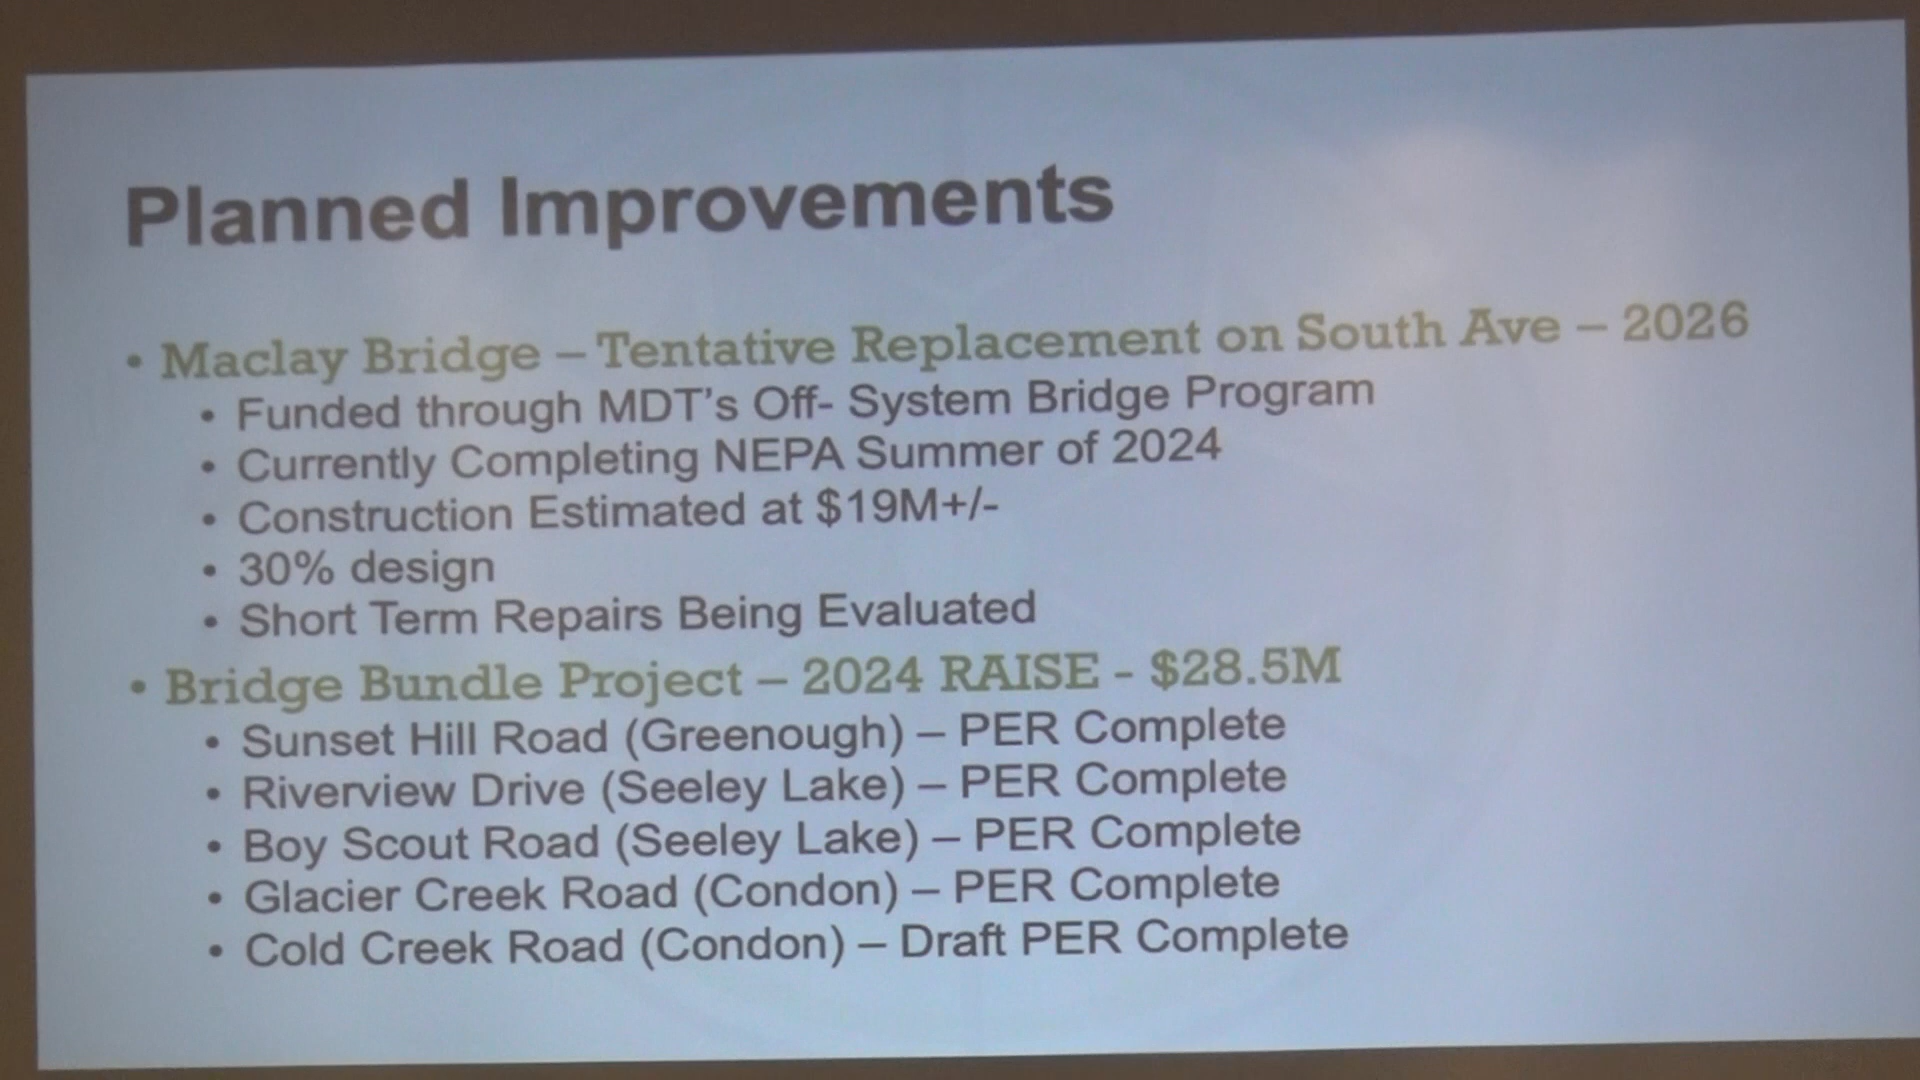 Planned Improvements
• Maclay Bridge – Tentative Replacement on South Ave – 2026
• Funded through MDT's Off- System Bridge Program
• Currently Completing NEPA Summer of 2024
• Construction Estimated at $19M+/-
• 30% design
• Short Term Repairs Being Evaluated
• Bridge Bundle Project – 2024 RAISE - $28.5M
• Sunset Hill Road (Greenough) – PER Complete
• Riverview Drive (Seeley Lake) – PER Complete
• Boy Scout Road (Seeley Lake) – PER Complete
• Glacier Creek Road (Condon) – PER Complete
• Cold Creek Road (Condon) – Draft PER Complete